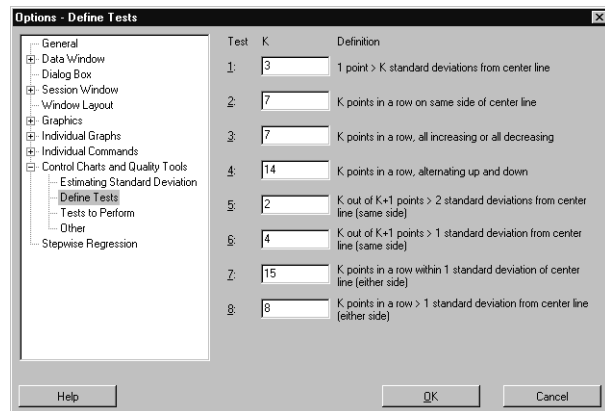 Options - Define Tests
General
Data Window
Dialog Box
Session Window
Window Layout
Graphics
Individual Graphs
Individual Commands
Control Charts and Quality Tools
Estimating Standard Deviation
Define Tests
Tests to Perform
Other
Stepwise Regression
Test K Definition
1: 3 1 point > K standard deviations from center line
2: 7 K points in a row on same side of center line
3: 7 K points in a row, all increasing or all decreasing
4: 14 K points in a row, alternating up and down
5: 2 K out of K+1 points > 2 standard deviations from center
line (same side)
6: 4 K out of K+1 points > 1 standard deviation from center
line (same side)
7: 15 K points in a row within 1 standard deviation of center
line (either side)
8: 8 K points in a row > 1 standard deviation from center line
(either side)
Help OK Cancel